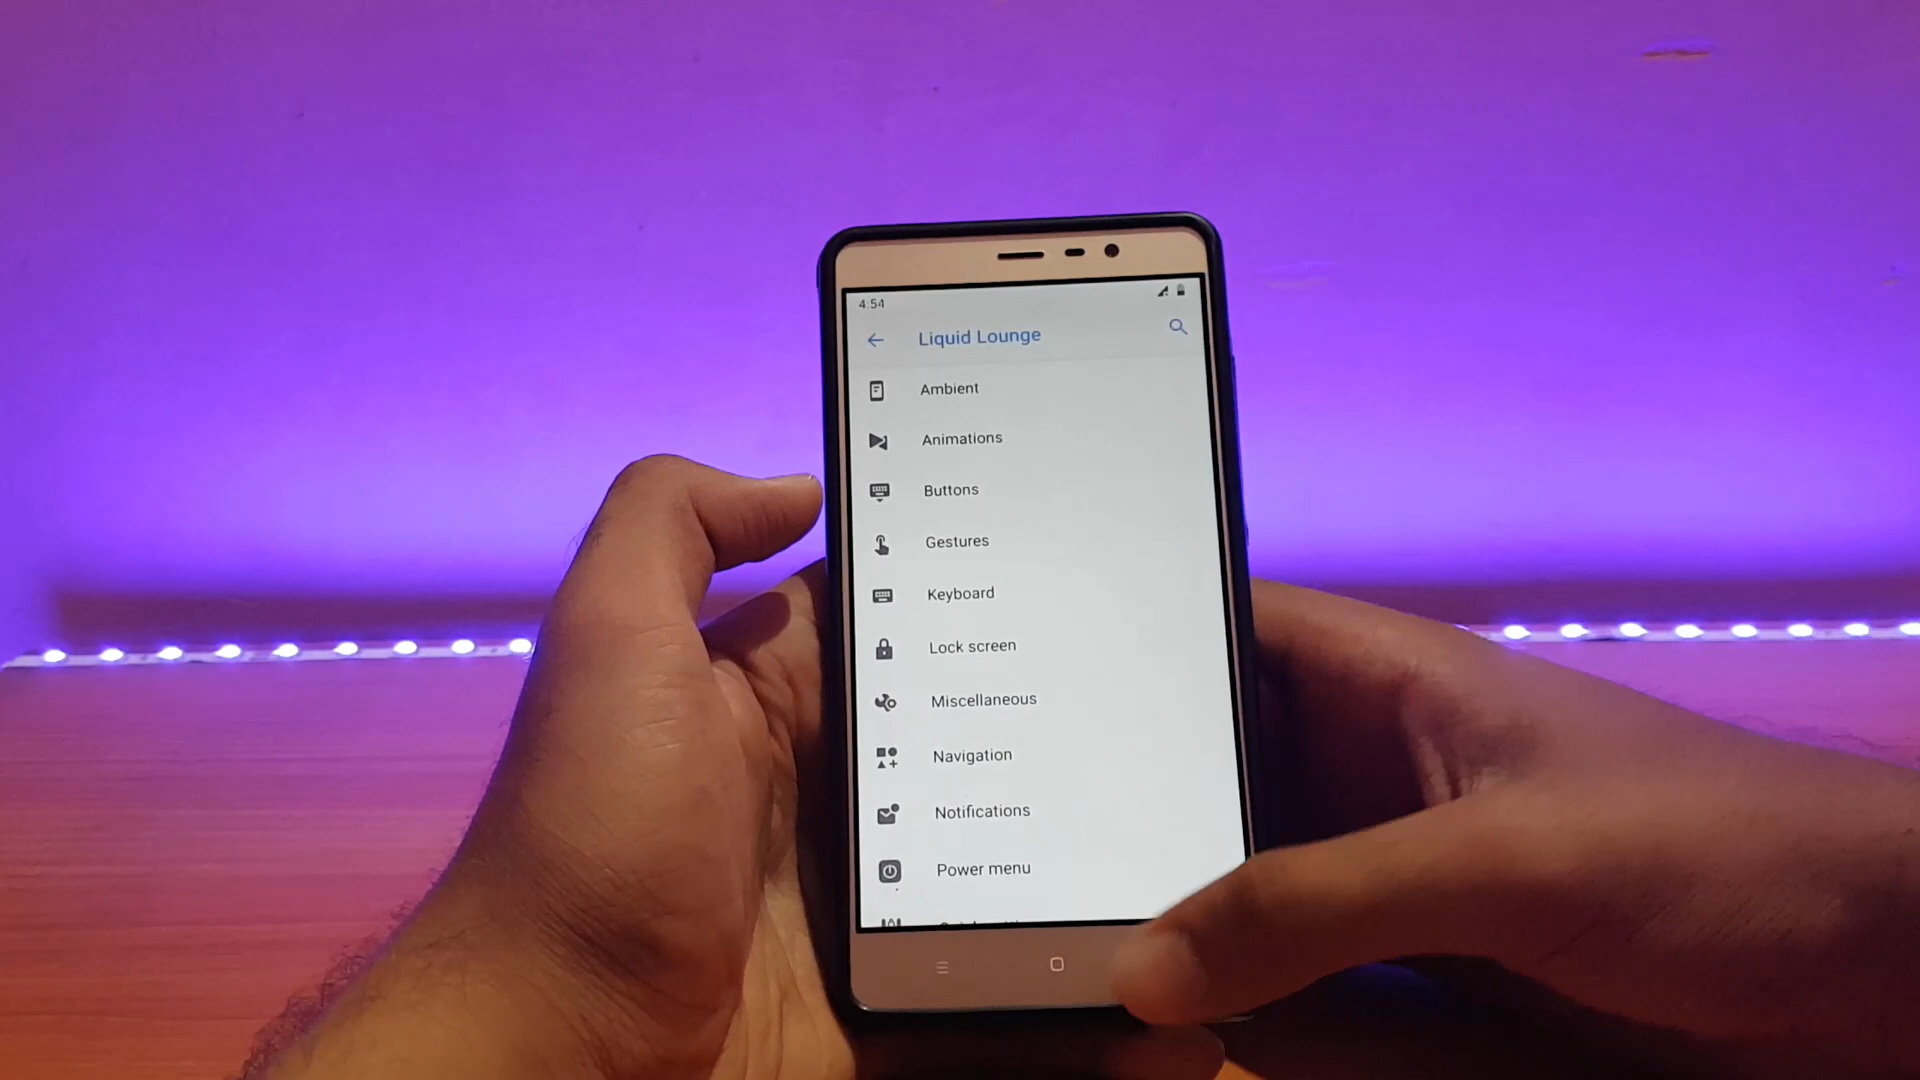 4:54
Liquid Lounge
Ambient
Animations
Buttons
Gestures
Keyboard
Lock screen
Miscellaneous
Navigation
Notifications
Power menu